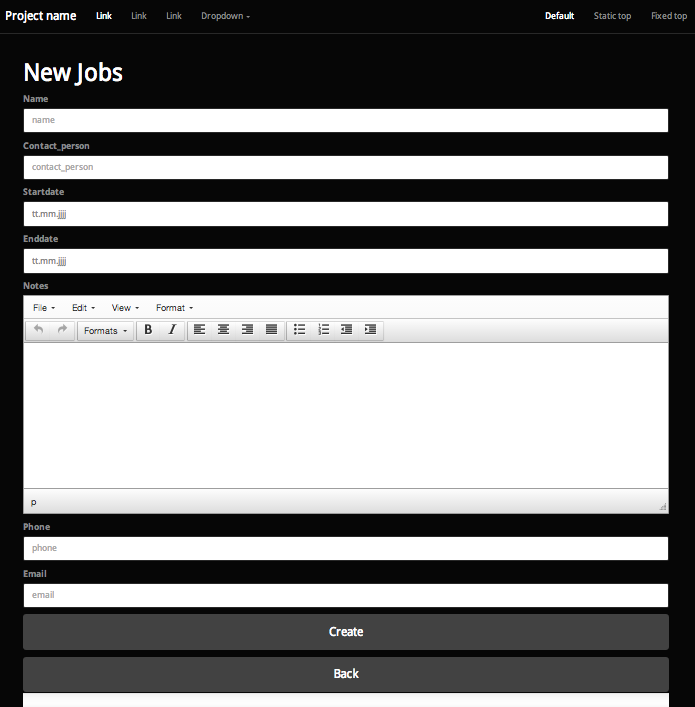 Project name Link Link Link Dropdown Default Static top Fixed top
New Jobs
Name
name
Contact_person
contact_person
Startdate
tt.mm.jjjj
Enddate
tt.mm.jjjj
Notes
File Edit View Format
Formats B I
p
Phone
phone
Email
email
Create
Back